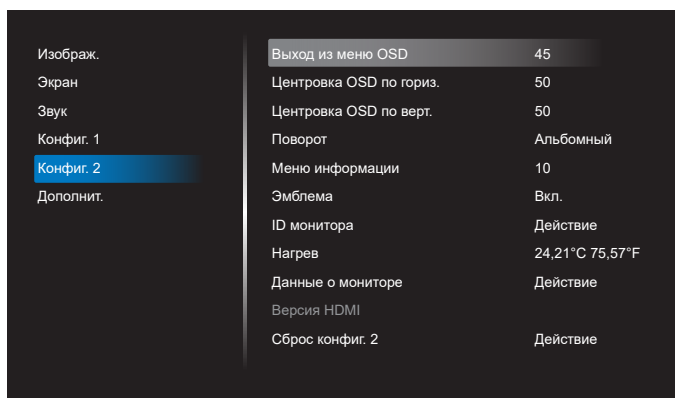 Изображ.
Экран
Звук
Конфиг. 1
Конфиг. 2
Дополнит.
Выход из меню OSD 45
Центровка OSD по гориз. 50
Центровка OSD по верт. 50
Поворот Альбомный
Меню информации 10
Эмблема Вкл.
ID монитора Действие
Нагрев 24,21°C 75,57°F
Данные о мониторе Действие
Версия HDMI
Сброс конфиг. 2 Действие